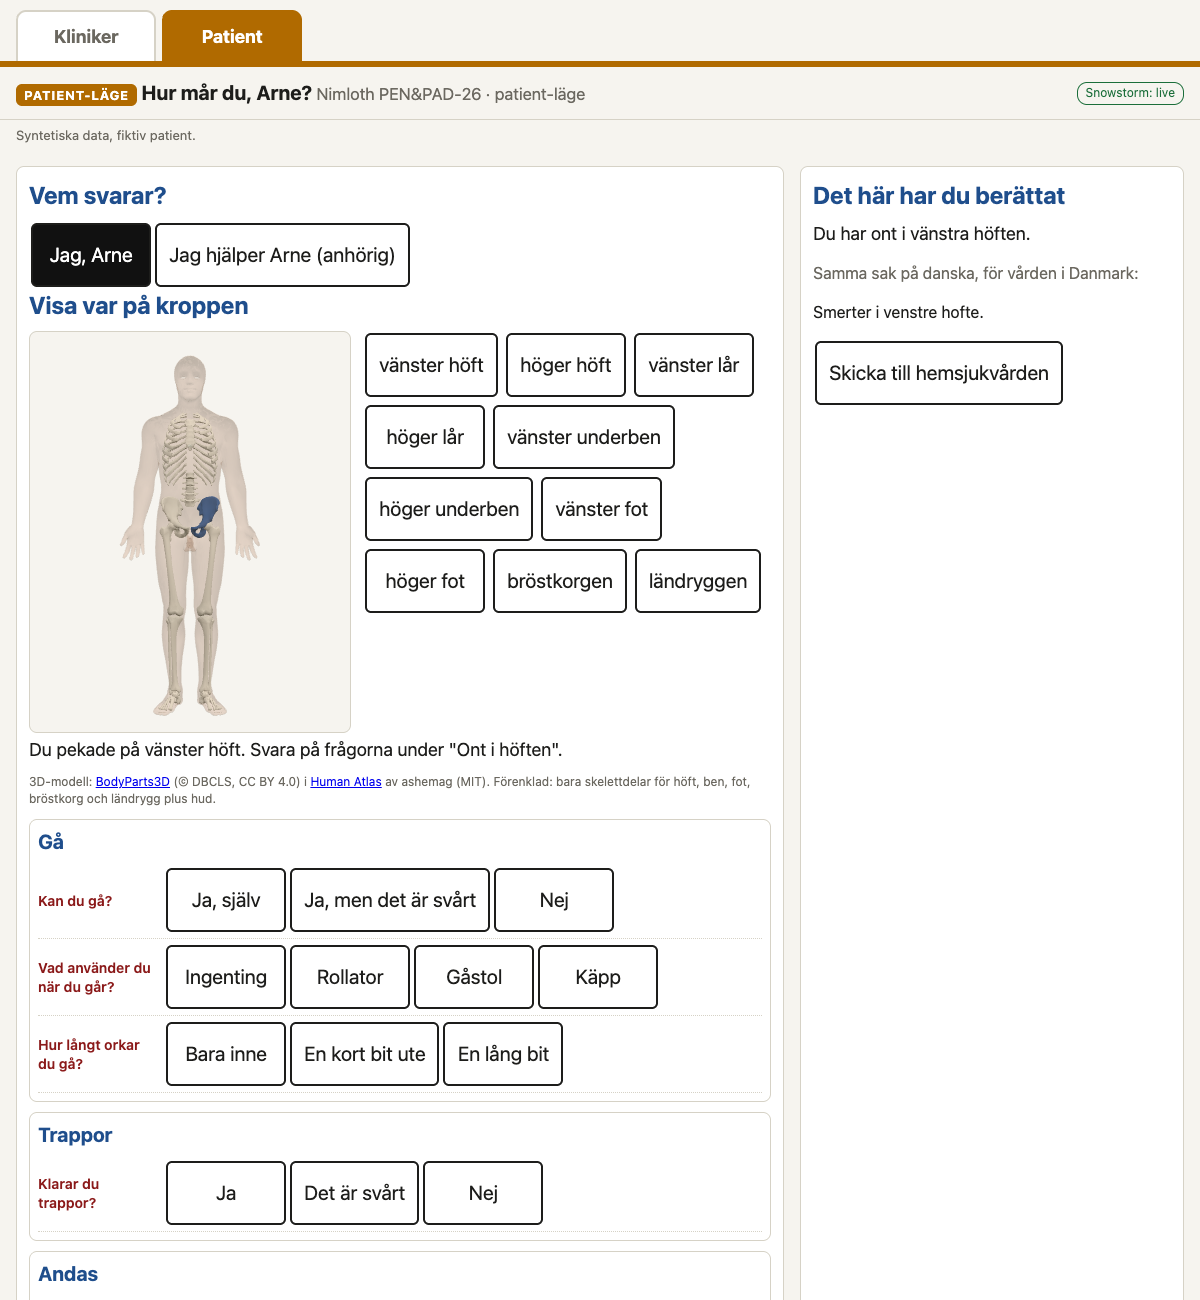 Kliniker
Patient
PATIENT-LÄGE Hur mår du, Arne? Nimloth PEN&PAD-26 · patient-läge
Snowstorm: live
Syntetiska data, fiktiv patient.
Vem svarar?
Jag, Arne
Jag hjälper Arne (anhörig)
Visa var på kroppen
vänster höft
höger höft
vänster lår
höger lår
vänster underben
höger underben
vänster fot
höger fot
bröstkorgen
ländryggen
Du pekade på vänster höft. Svara på frågorna under "Ont i höften".
3D-modell: BodyParts3D (© DBCLS, CC BY 4.0) i Human Atlas av ashemag (MIT). Förenklad: bara skelettdelar för höft, ben, fot,
bröstkorg och ländrygg plus hud.
Gå
Kan du gå?
Ja, själv
Ja, men det är svårt
Nej
Vad använder du
när du går?
Ingenting
Rollator
Gåstol
Käpp
Hur långt orkar
du gå?
Bara inne
En kort bit ute
En lång bit
Trappor
Klarar du
trappor?
Ja
Det är svårt
Nej
Andas
Det här har du berättat
Du har ont i vänstra höften.
Samma sak på danska, för vården i Danmark:
Smerter i venstre hofte.
Skicka till hemsjukvården